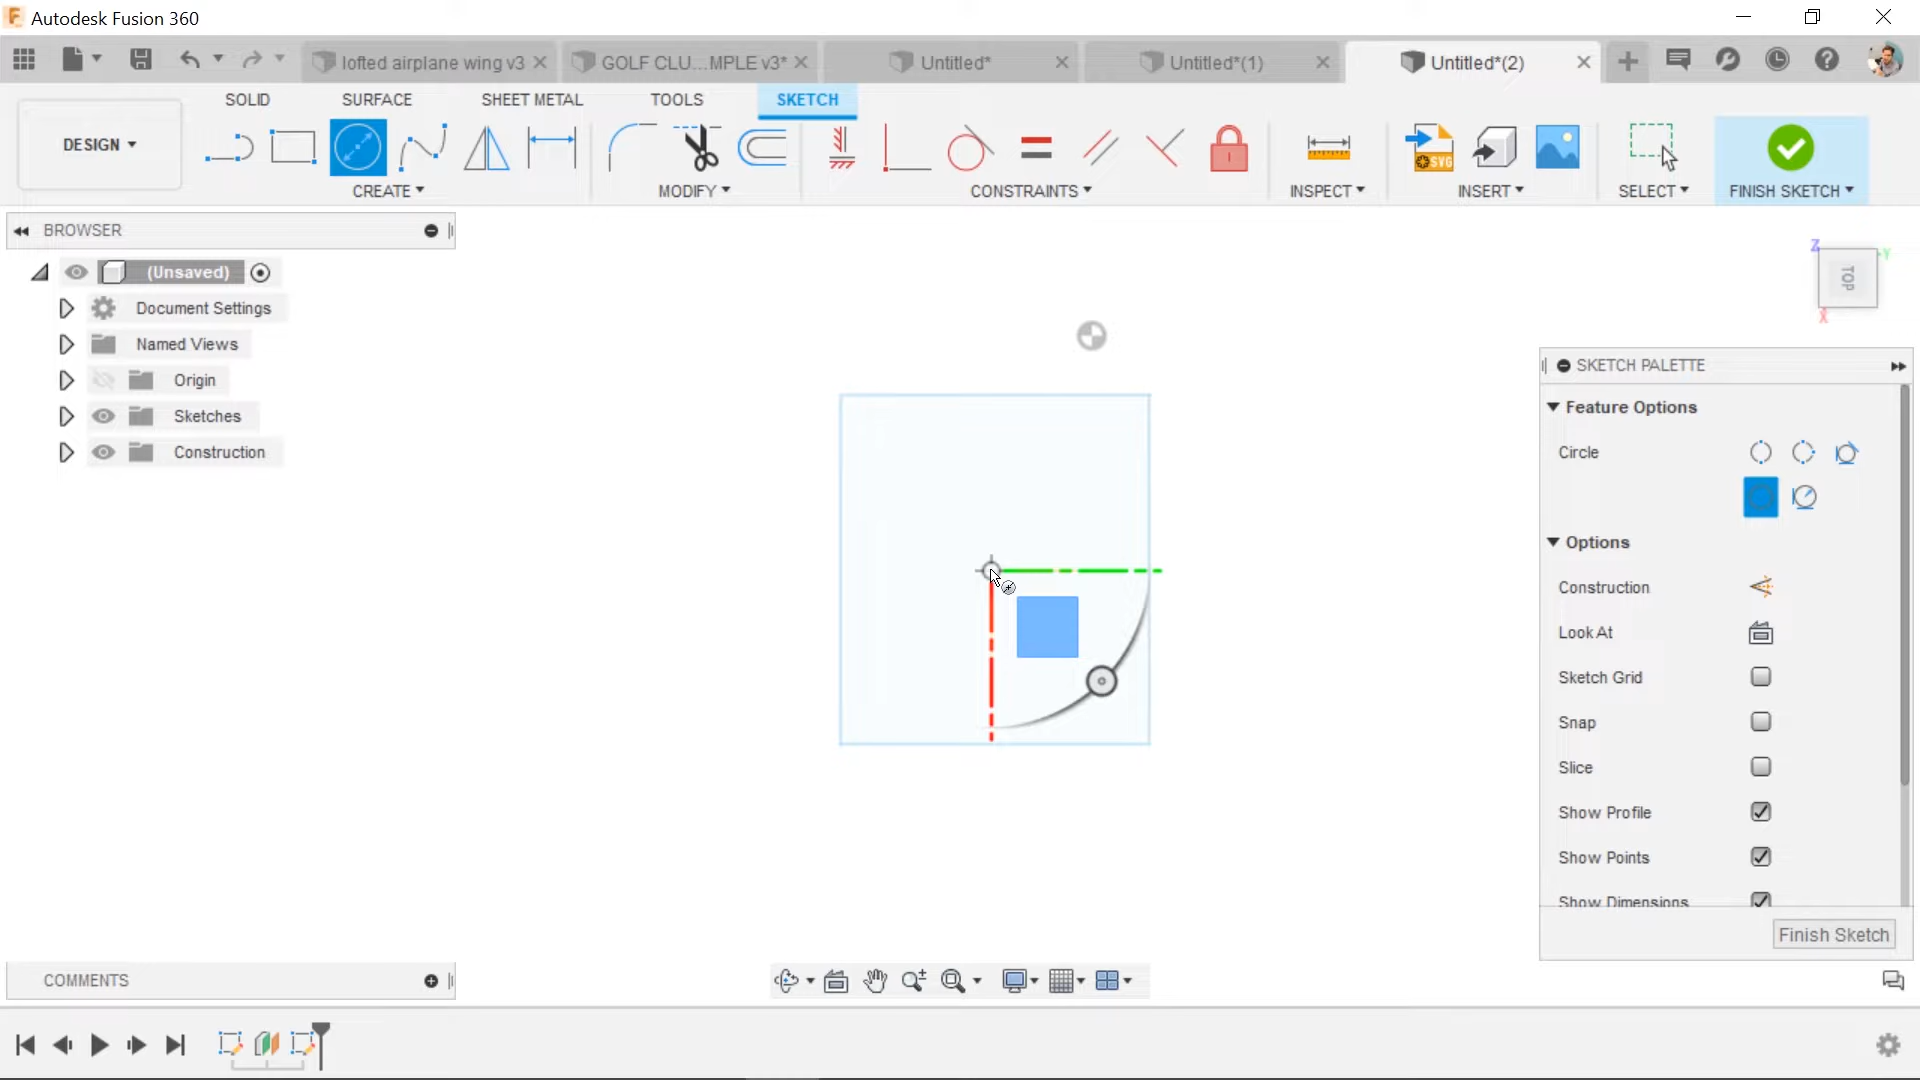 Autodesk Fusion 360
lofted airplane wing v3
GOLF CLU...MPLE v3*
Untitled*
Untitled*(1)
Untitled*(2)
SOLID
SURFACE
SHEET METAL
TOOLS
SKETCH
DESIGN
CREATE
MODIFY
CONSTRAINTS
INSPECT
SVG
INSERT
SELECT
FINISH SKETCH
BROWSER
(Unsaved)
Document Settings
Named Views
Origin
Sketches
Construction
Z
Y
TOP
X
SKETCH PALETTE
Feature Options
Circle
Options
Construction
Look At
Sketch Grid
Snap
Slice
Show Profile
Show Points
Show Dimensions
Finish Sketch
COMMENTS